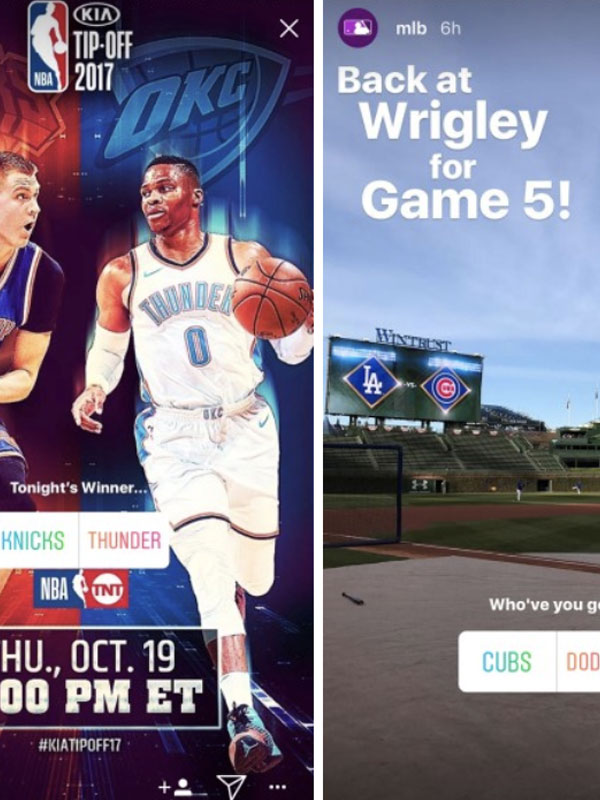 KIA
TIP-OFF
2017
NBA
OKC
THUNDER
0
OKC
Tonight's Winner...
KNICKS
THUNDER
NBA
TNT
HU., OCT. 19
00 PM ET
#KIATIPOFF17
mlb 6h
Back at
Wrigley
for
Game 5!
WINTRUST
LA
VS.
Who've you g
CUBS
DOD